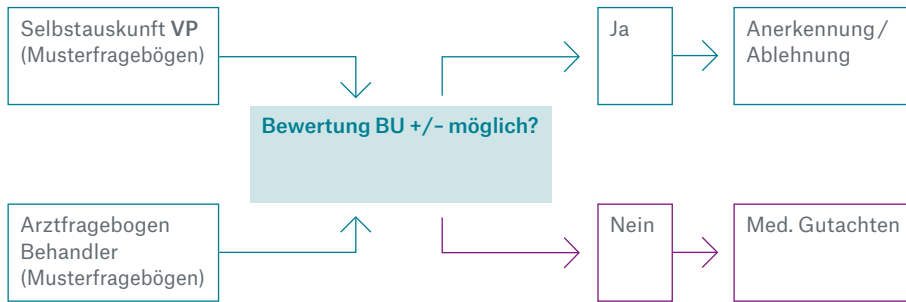 Selbstauskunft VP
(Musterfragebögen)
Ja
Anerkennung/
Ablehnung
Bewertung BU +/- möglich?
Arztfragebogen
Behandler
(Musterfragebögen)
Nein
Med. Gutachten